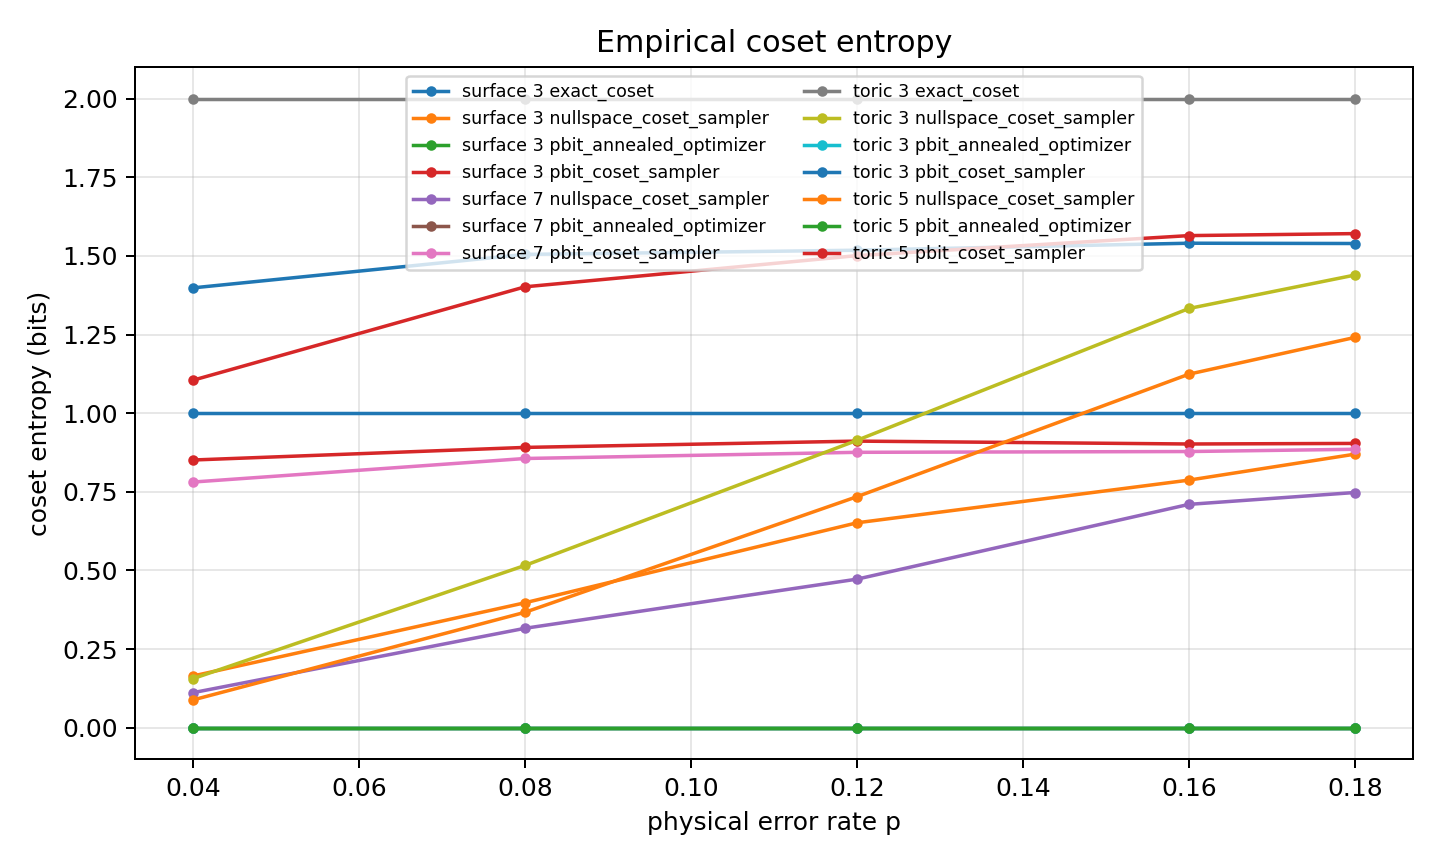 Empirical coset entropy
surface 3 exact_coset
surface 3 nullspace_coset_sampler
surface 3 pbit_annealed_optimizer
surface 3 pbit_coset_sampler
surface 7 nullspace_coset_sampler
surface 7 pbit_annealed_optimizer
surface 7 pbit_coset_sampler
toric 3 exact_coset
toric 3 nullspace_coset_sampler
toric 3 pbit_annealed_optimizer
toric 3 pbit_coset_sampler
toric 5 nullspace_coset_sampler
toric 5 pbit_annealed_optimizer
toric 5 pbit_coset_sampler
coset entropy (bits)
2.00
1.75
1.50
1.25
1.00
0.75
0.50
0.25
0.00
0.04 0.06 0.08 0.10 0.12 0.14 0.16 0.18
physical error rate p